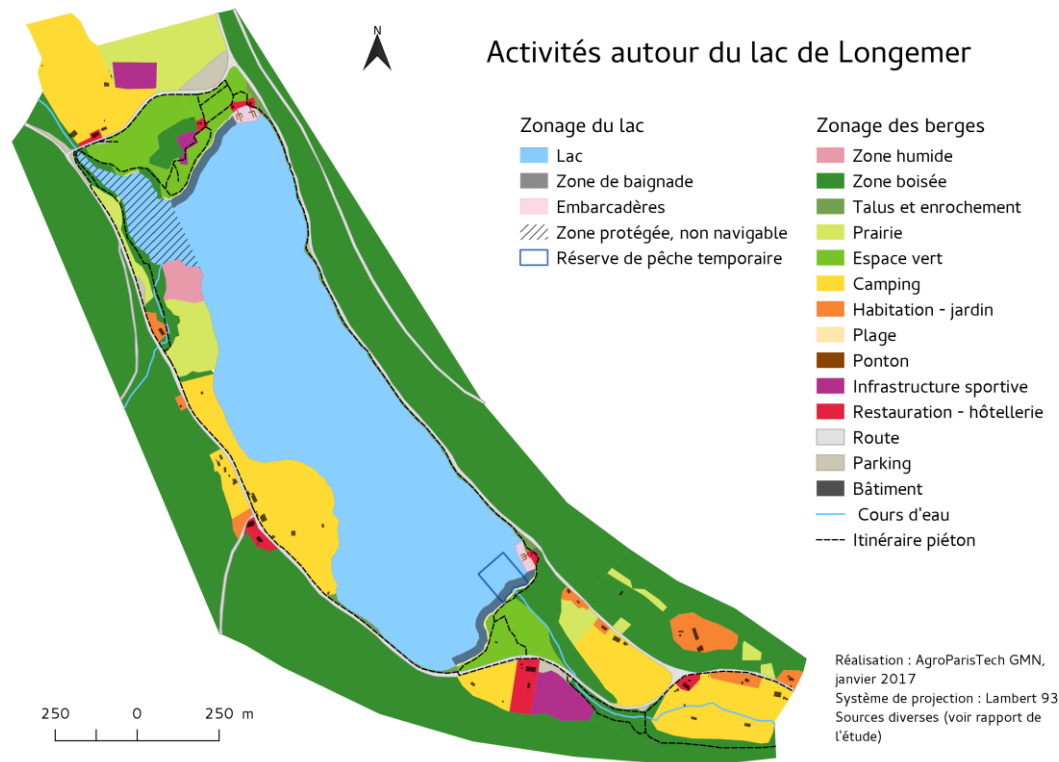 N
Activités autour du lac de Longemer
Zonage du lac
Lac
Zone de baignade
Embarcadères
Zone protégée, non navigable
Réserve de pêche temporaire
Zonage des berges
Zone humide
Zone boisée
Talus et enrochement
Prairie
Espace vert
Camping
Habitation - jardin
Plage
Ponton
Infrastructure sportive
Restauration - hôtellerie
Route
Parking
Bâtiment
Cours d'eau
Itinéraire piéton
250 0 250 m
Réalisation : AgroParisTech GMN,
janvier 2017
Système de projection : Lambert 93
Sources diverses (voir rapport de
l'étude)